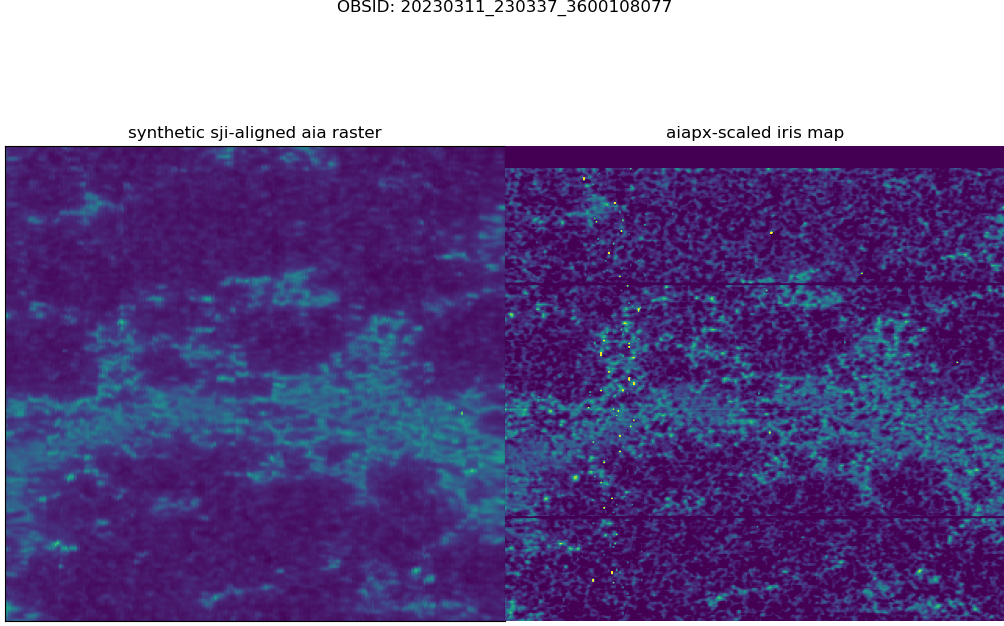 OBSID: 20230311_230337_3600108077
synthetic sji-aligned aia raster
aiapx-scaled iris map